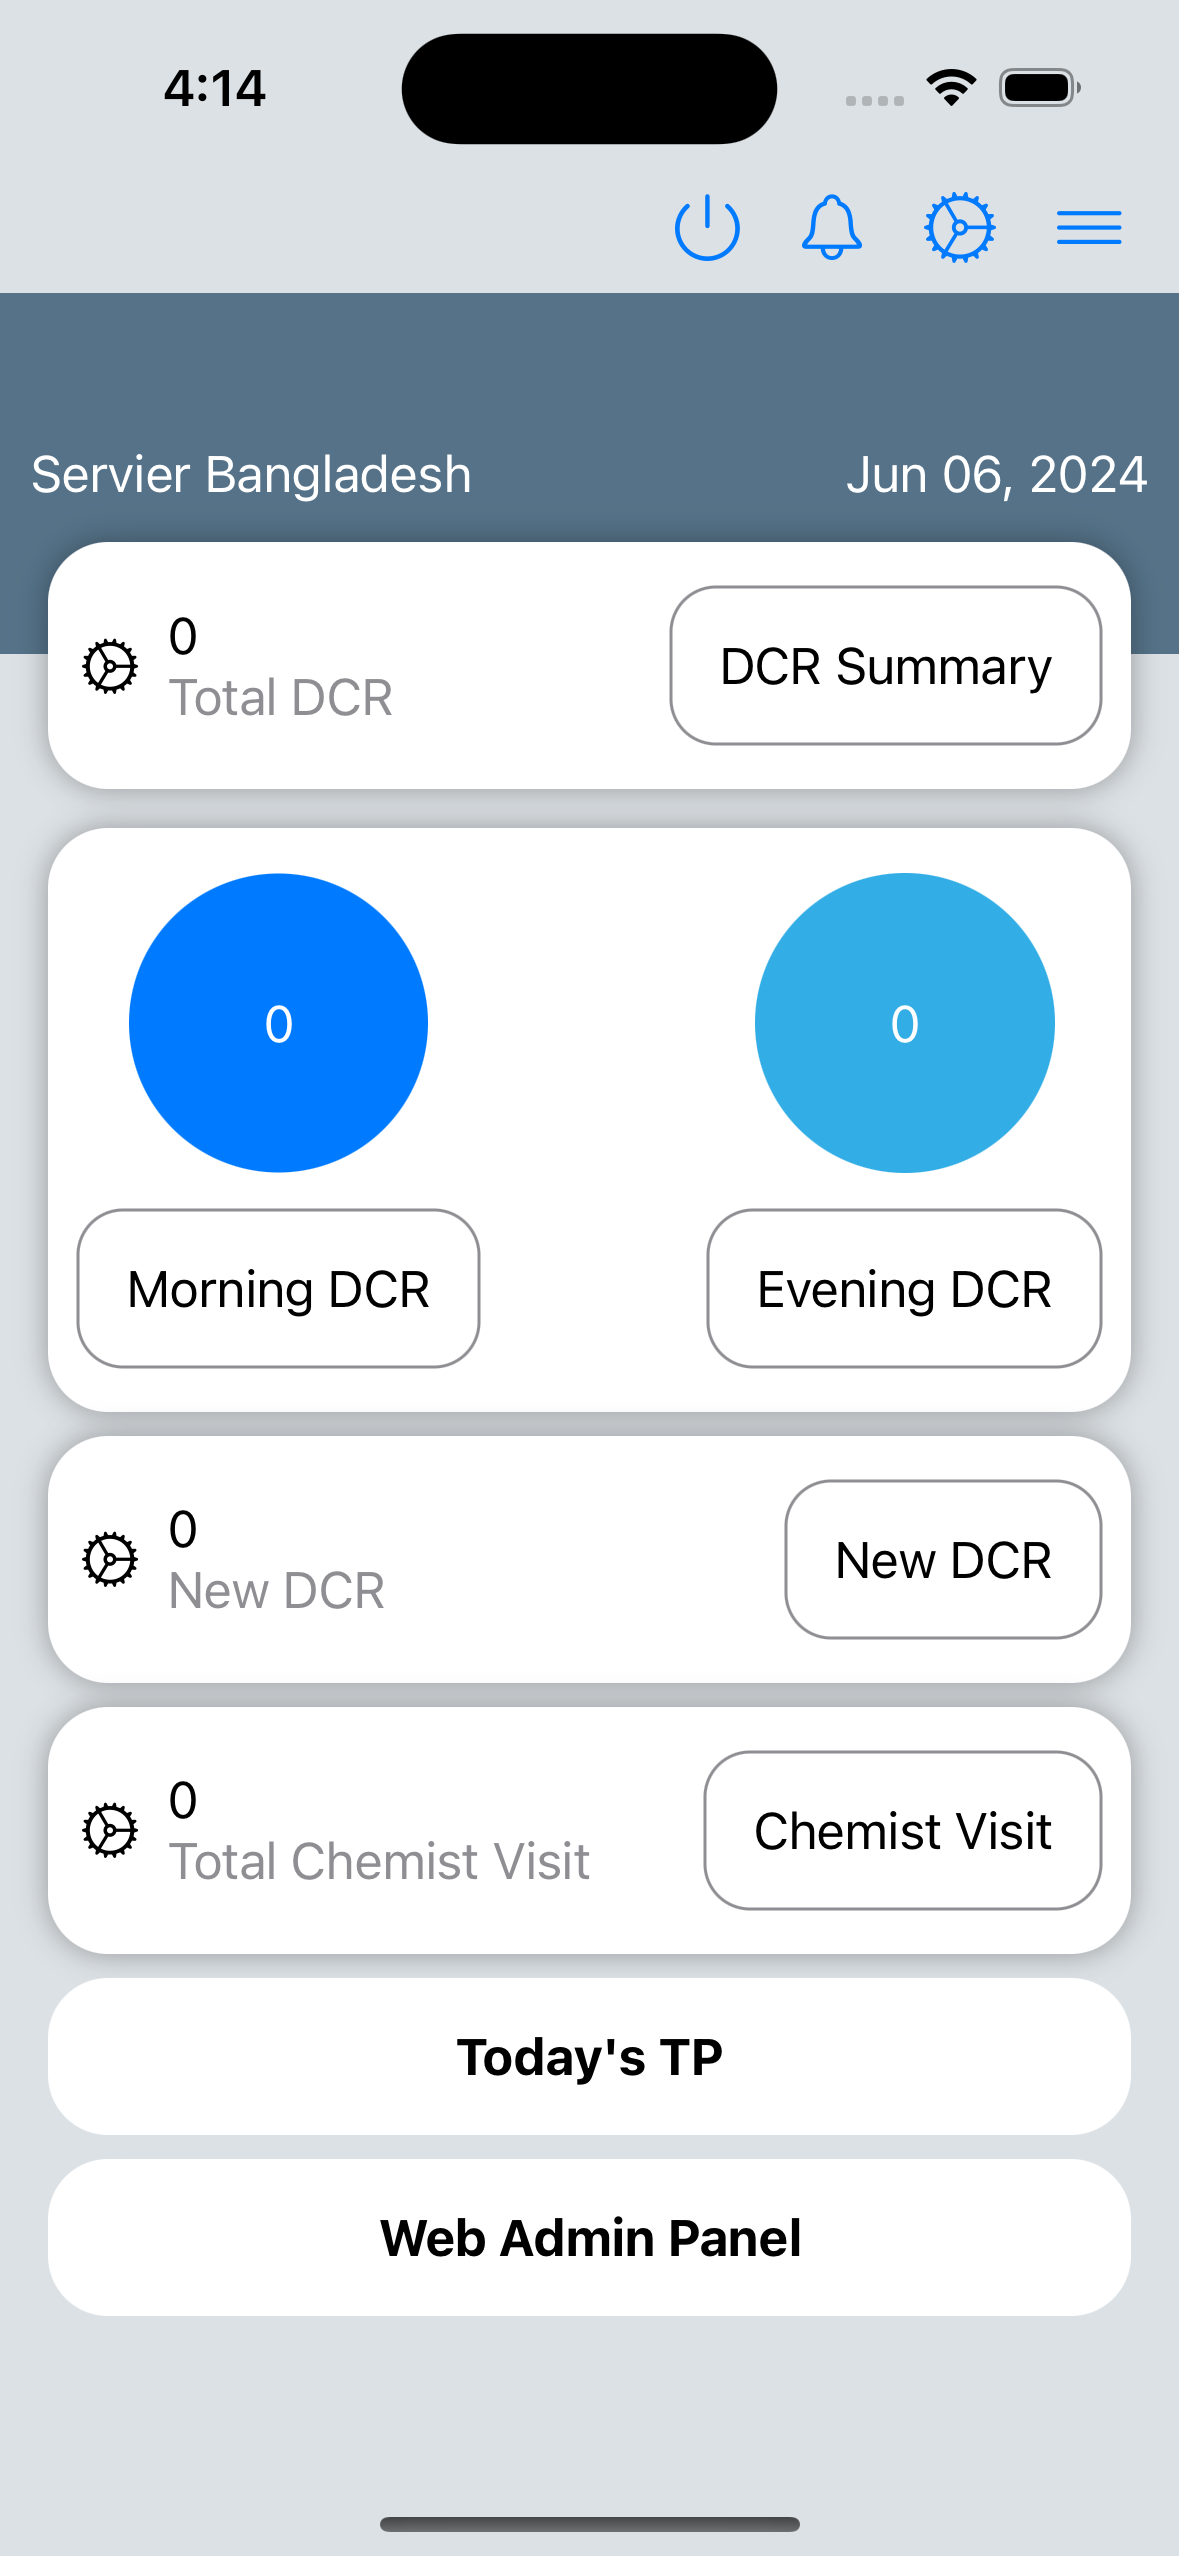 4:14
Servier Bangladesh
Jun 06, 2024
0
Total DCR
DCR Summary
0
0
Morning DCR
Evening DCR
0
New DCR
New DCR
0
Total Chemist Visit
Chemist Visit
Today's TP
Web Admin Panel